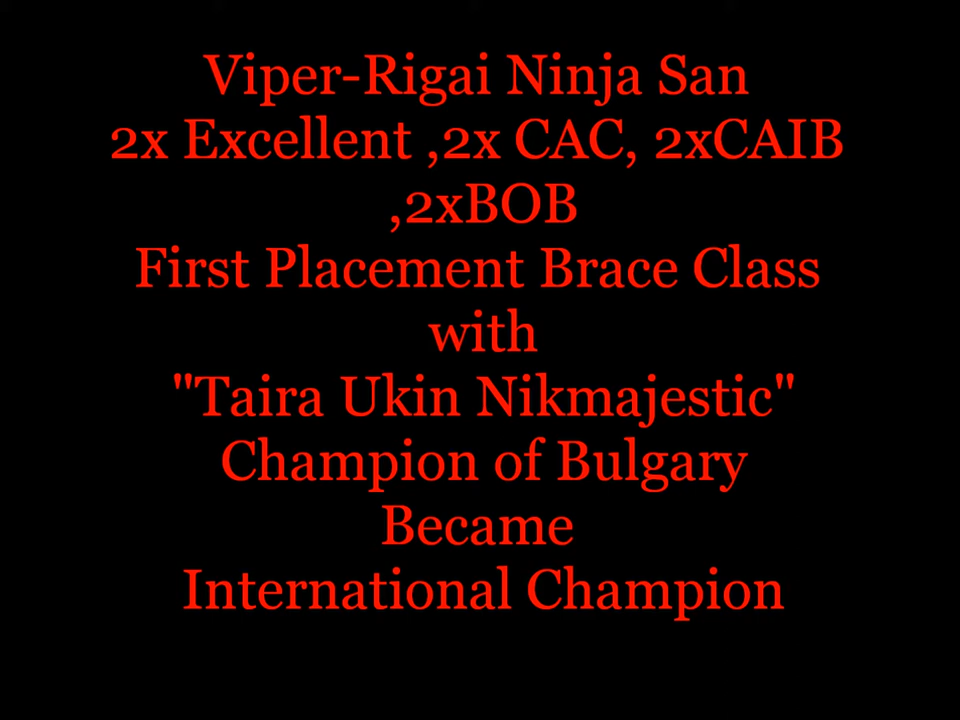 Viper-Rigai Ninja San
2x Excellent ,2x CAC, 2xCAIB
,2xBOB
First Placement Brace Class
with
"Taira Ukin Nikmajestic"
Champion of Bulgary
Became
International Champion